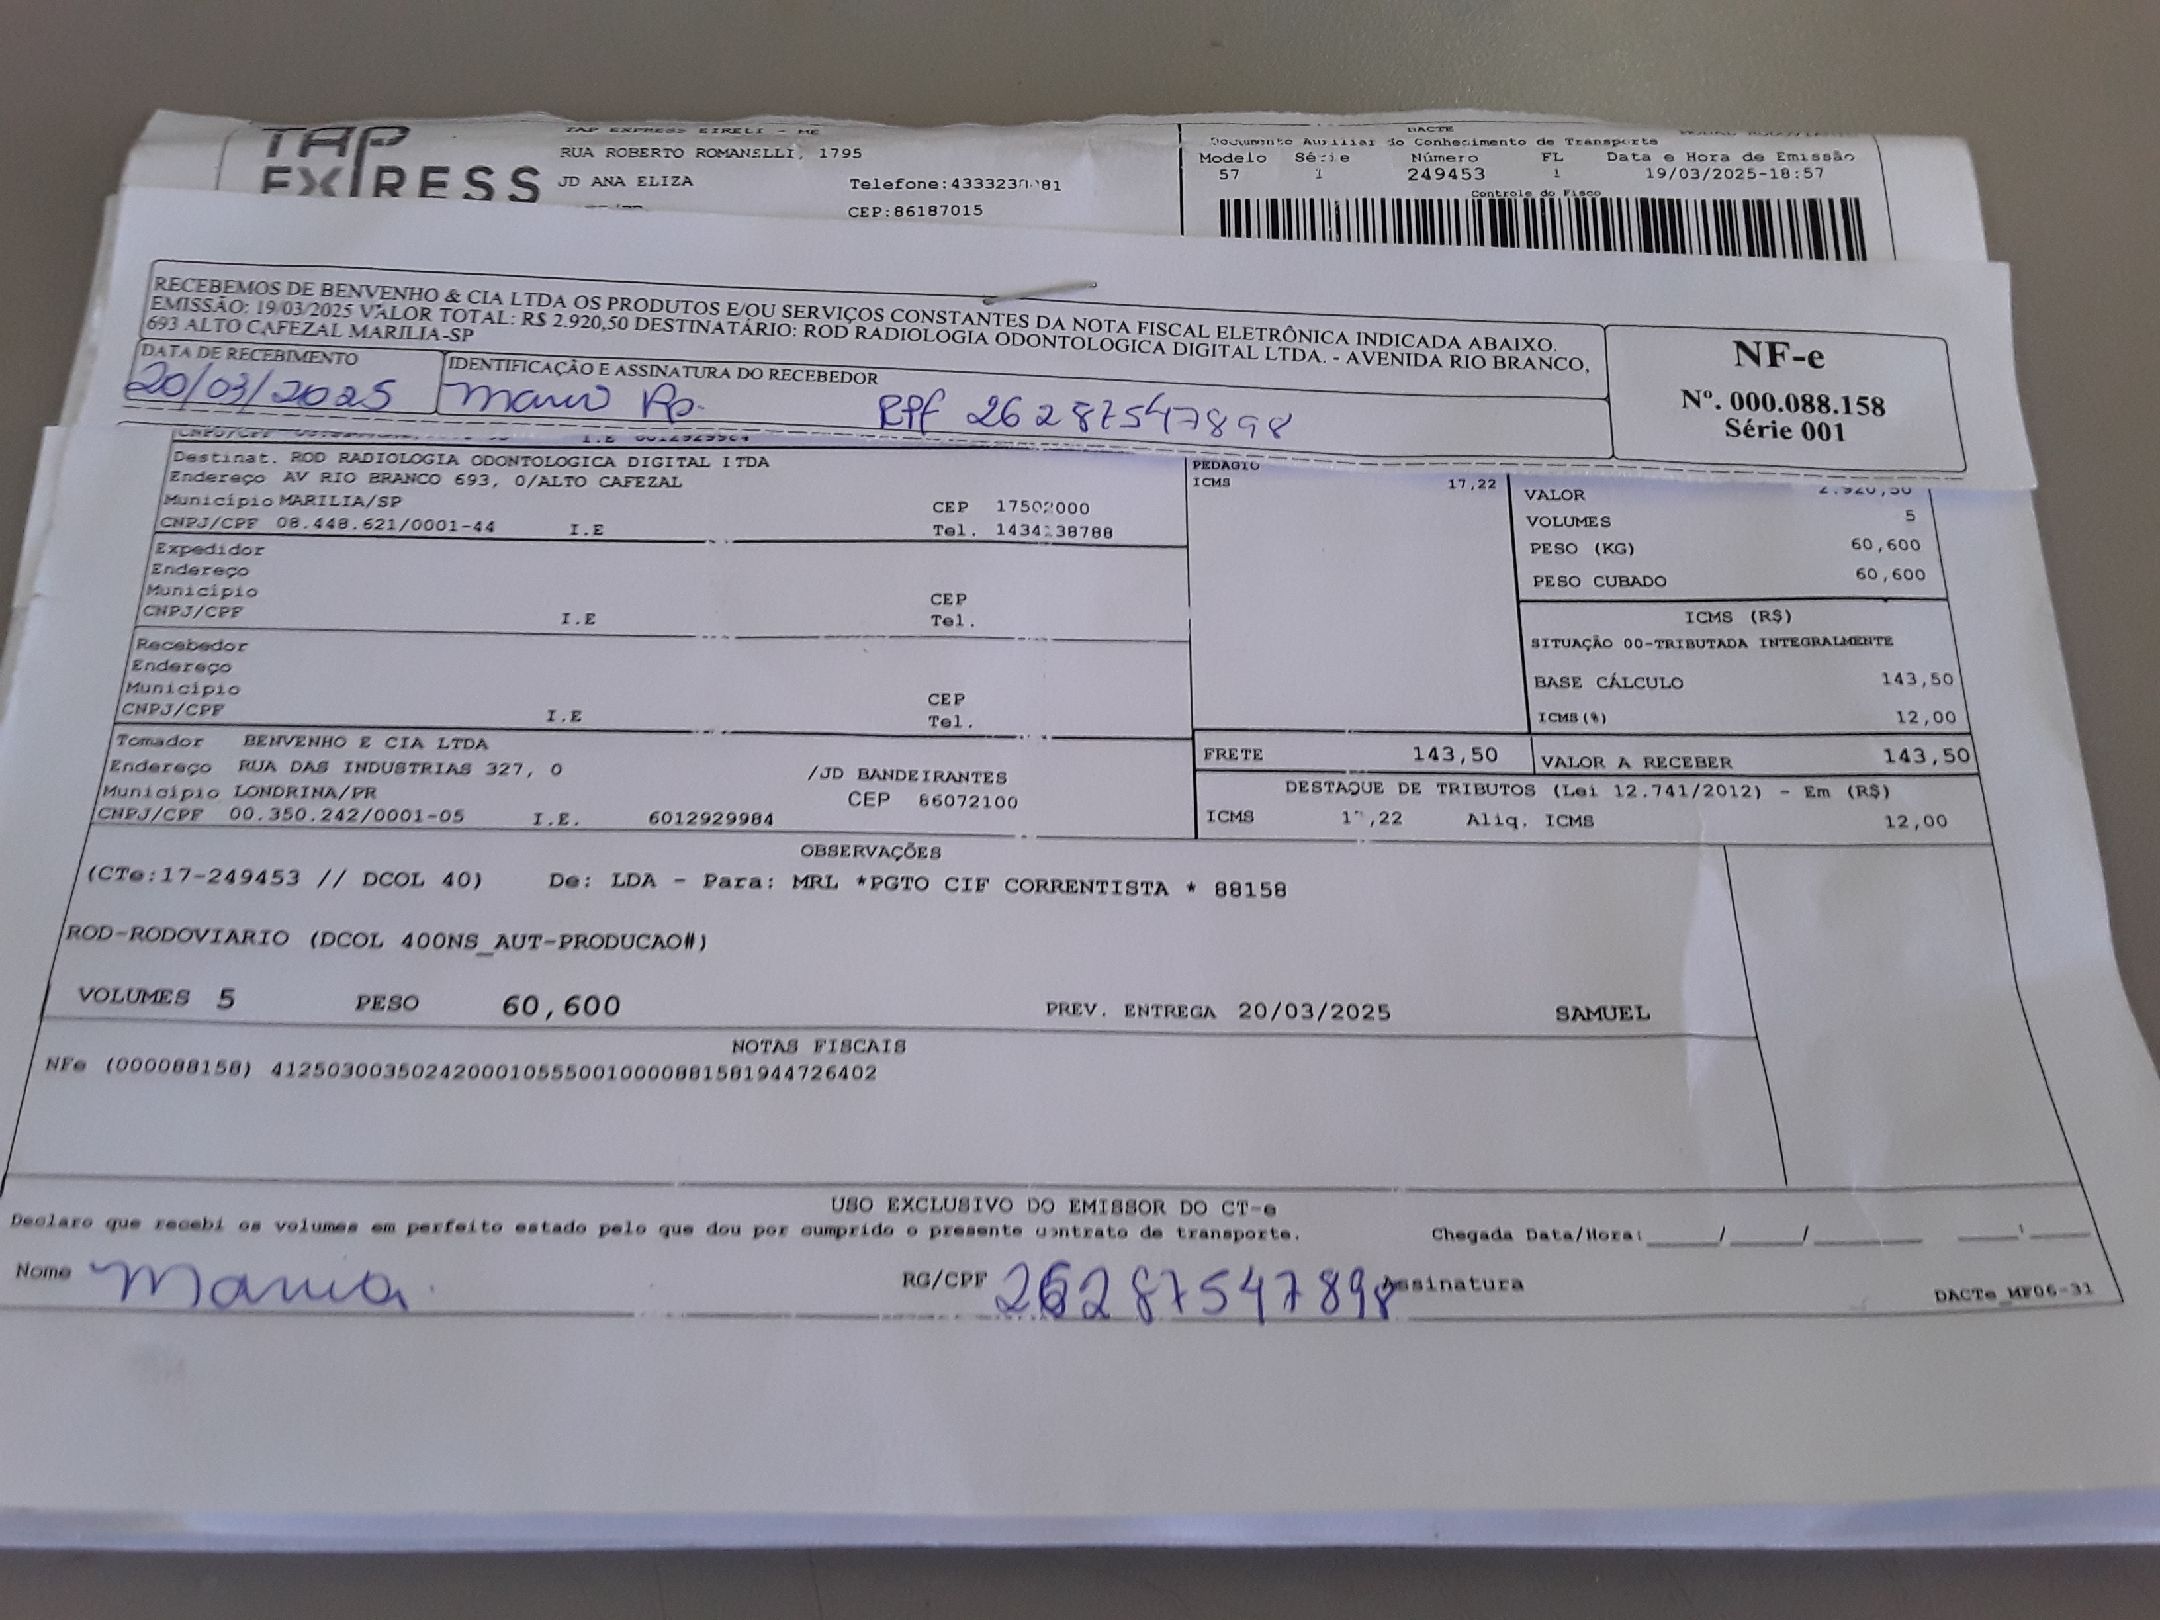 TAP EXPRESS
TAP EXPRESS EIRELI - ME
RUA ROBERTO ROMANELLI, 1795
JD ANA ELIZA
CEP:86187015
DACTE
Documento Auxiliar do Conhecimento de Transporte
Modelo Série Número FL Data e Hora de Emissão
57 1 249453 1 19/03/2025-18:57
Controle do Fisco
RECEBEMOS DE BENVENHO & CIA LTDA OS PRODUTOS E/OU SERVIÇOS CONSTANTES DA NOTA FISCAL ELETRÔNICA INDICADA ABAIXO.
EMISSÃO: 19/03/2025 VALOR TOTAL: R$ 2.920,50 DESTINATÁRIO: ROD RADIOLOGIA ODONTOLOGICA DIGITAL LTDA. - AVENIDA RIO BRANCO,
693 ALTO CAFEZAL MARILIA-SP
DATA DE RECEBIMENTO
20/03/2025
IDENTIFICAÇÃO E ASSINATURA DO RECEBEDOR
26287547898
NF-e
Nº. 000.088.158
Série 001
Destinat. ROD RADIOLOGIA ODONTOLOGICA DIGITAL LTDA
Endereço AV RIO BRANCO 693, 0/ALTO CAFEZAL
Município MARILIA/SP CEP 17502000
CNPJ/CPF 08.448.621/0001-44 I.E Tel.
Expedidor
Endereço
Município CEP
CNPJ/CPF I.E Tel.
Recebedor
Endereço
Município CEP
CNPJ/CPF I.E Tel.
Tomador BENVENHO E CIA LTDA
Endereço RUA DAS INDUSTRIAS 327, 0 /JD BANDEIRANTES
Município LONDRINA/PR CEP 86072100
CNPJ/CPF 00.350.242/0001-05 I.E. 6012929984
PEDAGIO
ICMS 17,22
VALOR 2.920,50
VOLUMES 5
PESO (KG) 60,600
PESO CUBADO 60,600
ICMS (R$)
SITUAÇÃO 00-TRIBUTADA INTEGRALMENTE
BASE CÁLCULO 143,50
ICMS(%) 12,00
FRETE 143,50 VALOR A RECEBER 143,50
DESTAQUE DE TRIBUTOS (Lei 12.741/2012) - Em (R$)
ICMS 17,22 Aliq. ICMS 12,00
OBSERVAÇÕES
(CTe:17-249453 // DCOL 40) De: LDA - Para: MRL *PGTO CIF CORRENTISTA * 88158
ROD-RODOVIARIO (DCOL 400NS_AUT-PRODUCAO#)
VOLUMES 5 PESO 60,600 PREV. ENTREGA 20/03/2025 SAMUEL
NOTAS FISCAIS
NFe (000088158) 41250300350242000105550010000881581944726402
USO EXCLUSIVO DO EMISSOR DO CT-e
Declaro que recebi os volumes em perfeito estado pelo que dou por cumprido o presente contrato de transporte. Chegada Data/Hora: / /
Nome Maria RG/CPF 26287547898 Assinatura
DACTe_MF06-31